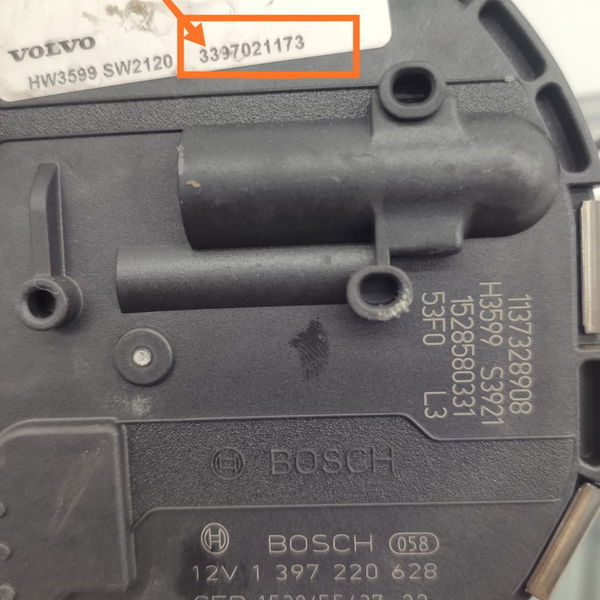 VOLVO
HW3599 SW2120 3397021173
1137328908
H3599 S3921
1528580331
53F0 L3
BOSCH
BOSCH 058
12V 1 397 220 628